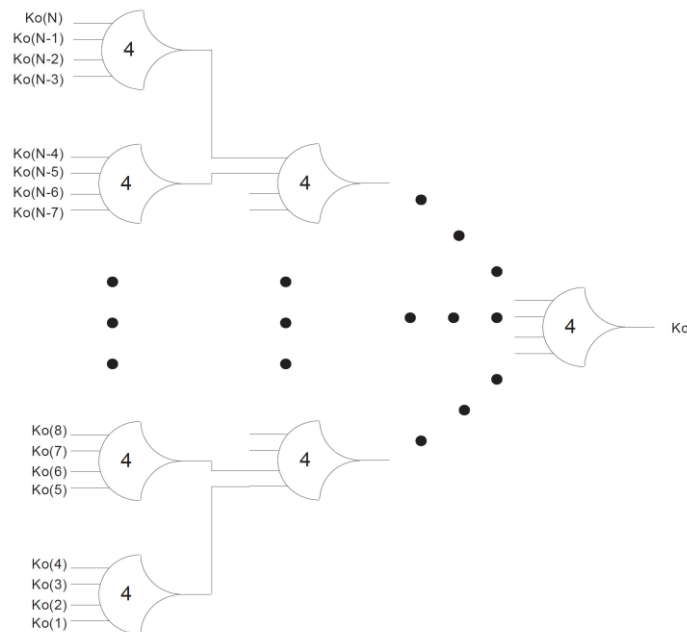 Ko(N)
Ko(N-1)
Ko(N-2)
Ko(N-3)
4
Ko(N-4)
Ko(N-5)
Ko(N-6)
Ko(N-7)
4
4
4
Ko
Ko(8)
Ko(7)
Ko(6)
Ko(5)
4
4
Ko(4)
Ko(3)
Ko(2)
Ko(1)
4